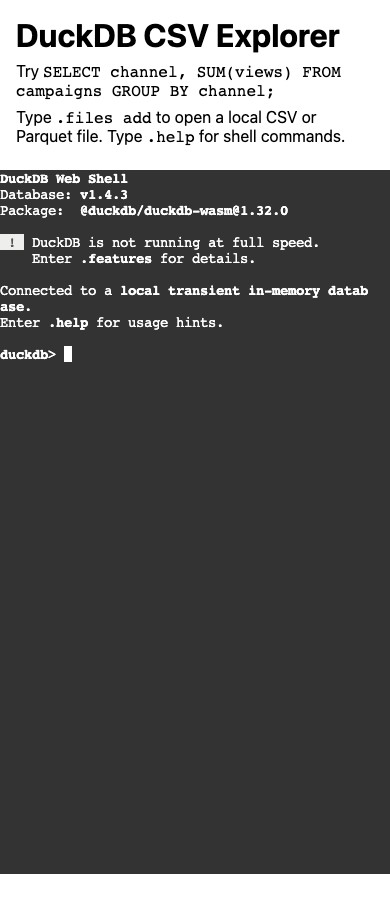 DuckDB CSV Explorer
Try SELECT channel, SUM(views) FROM
campaigns GROUP BY channel;
Type .files add to open a local CSV or
Parquet file. Type .help for shell commands.
DuckDB Web Shell
Database: v1.4.3
Package:  @duckdb/duckdb-wasm@1.32.0
! DuckDB is not running at full speed.
Enter .features for details.
Connected to a local transient in-memory datab
ase.
Enter .help for usage hints.
duckdb>